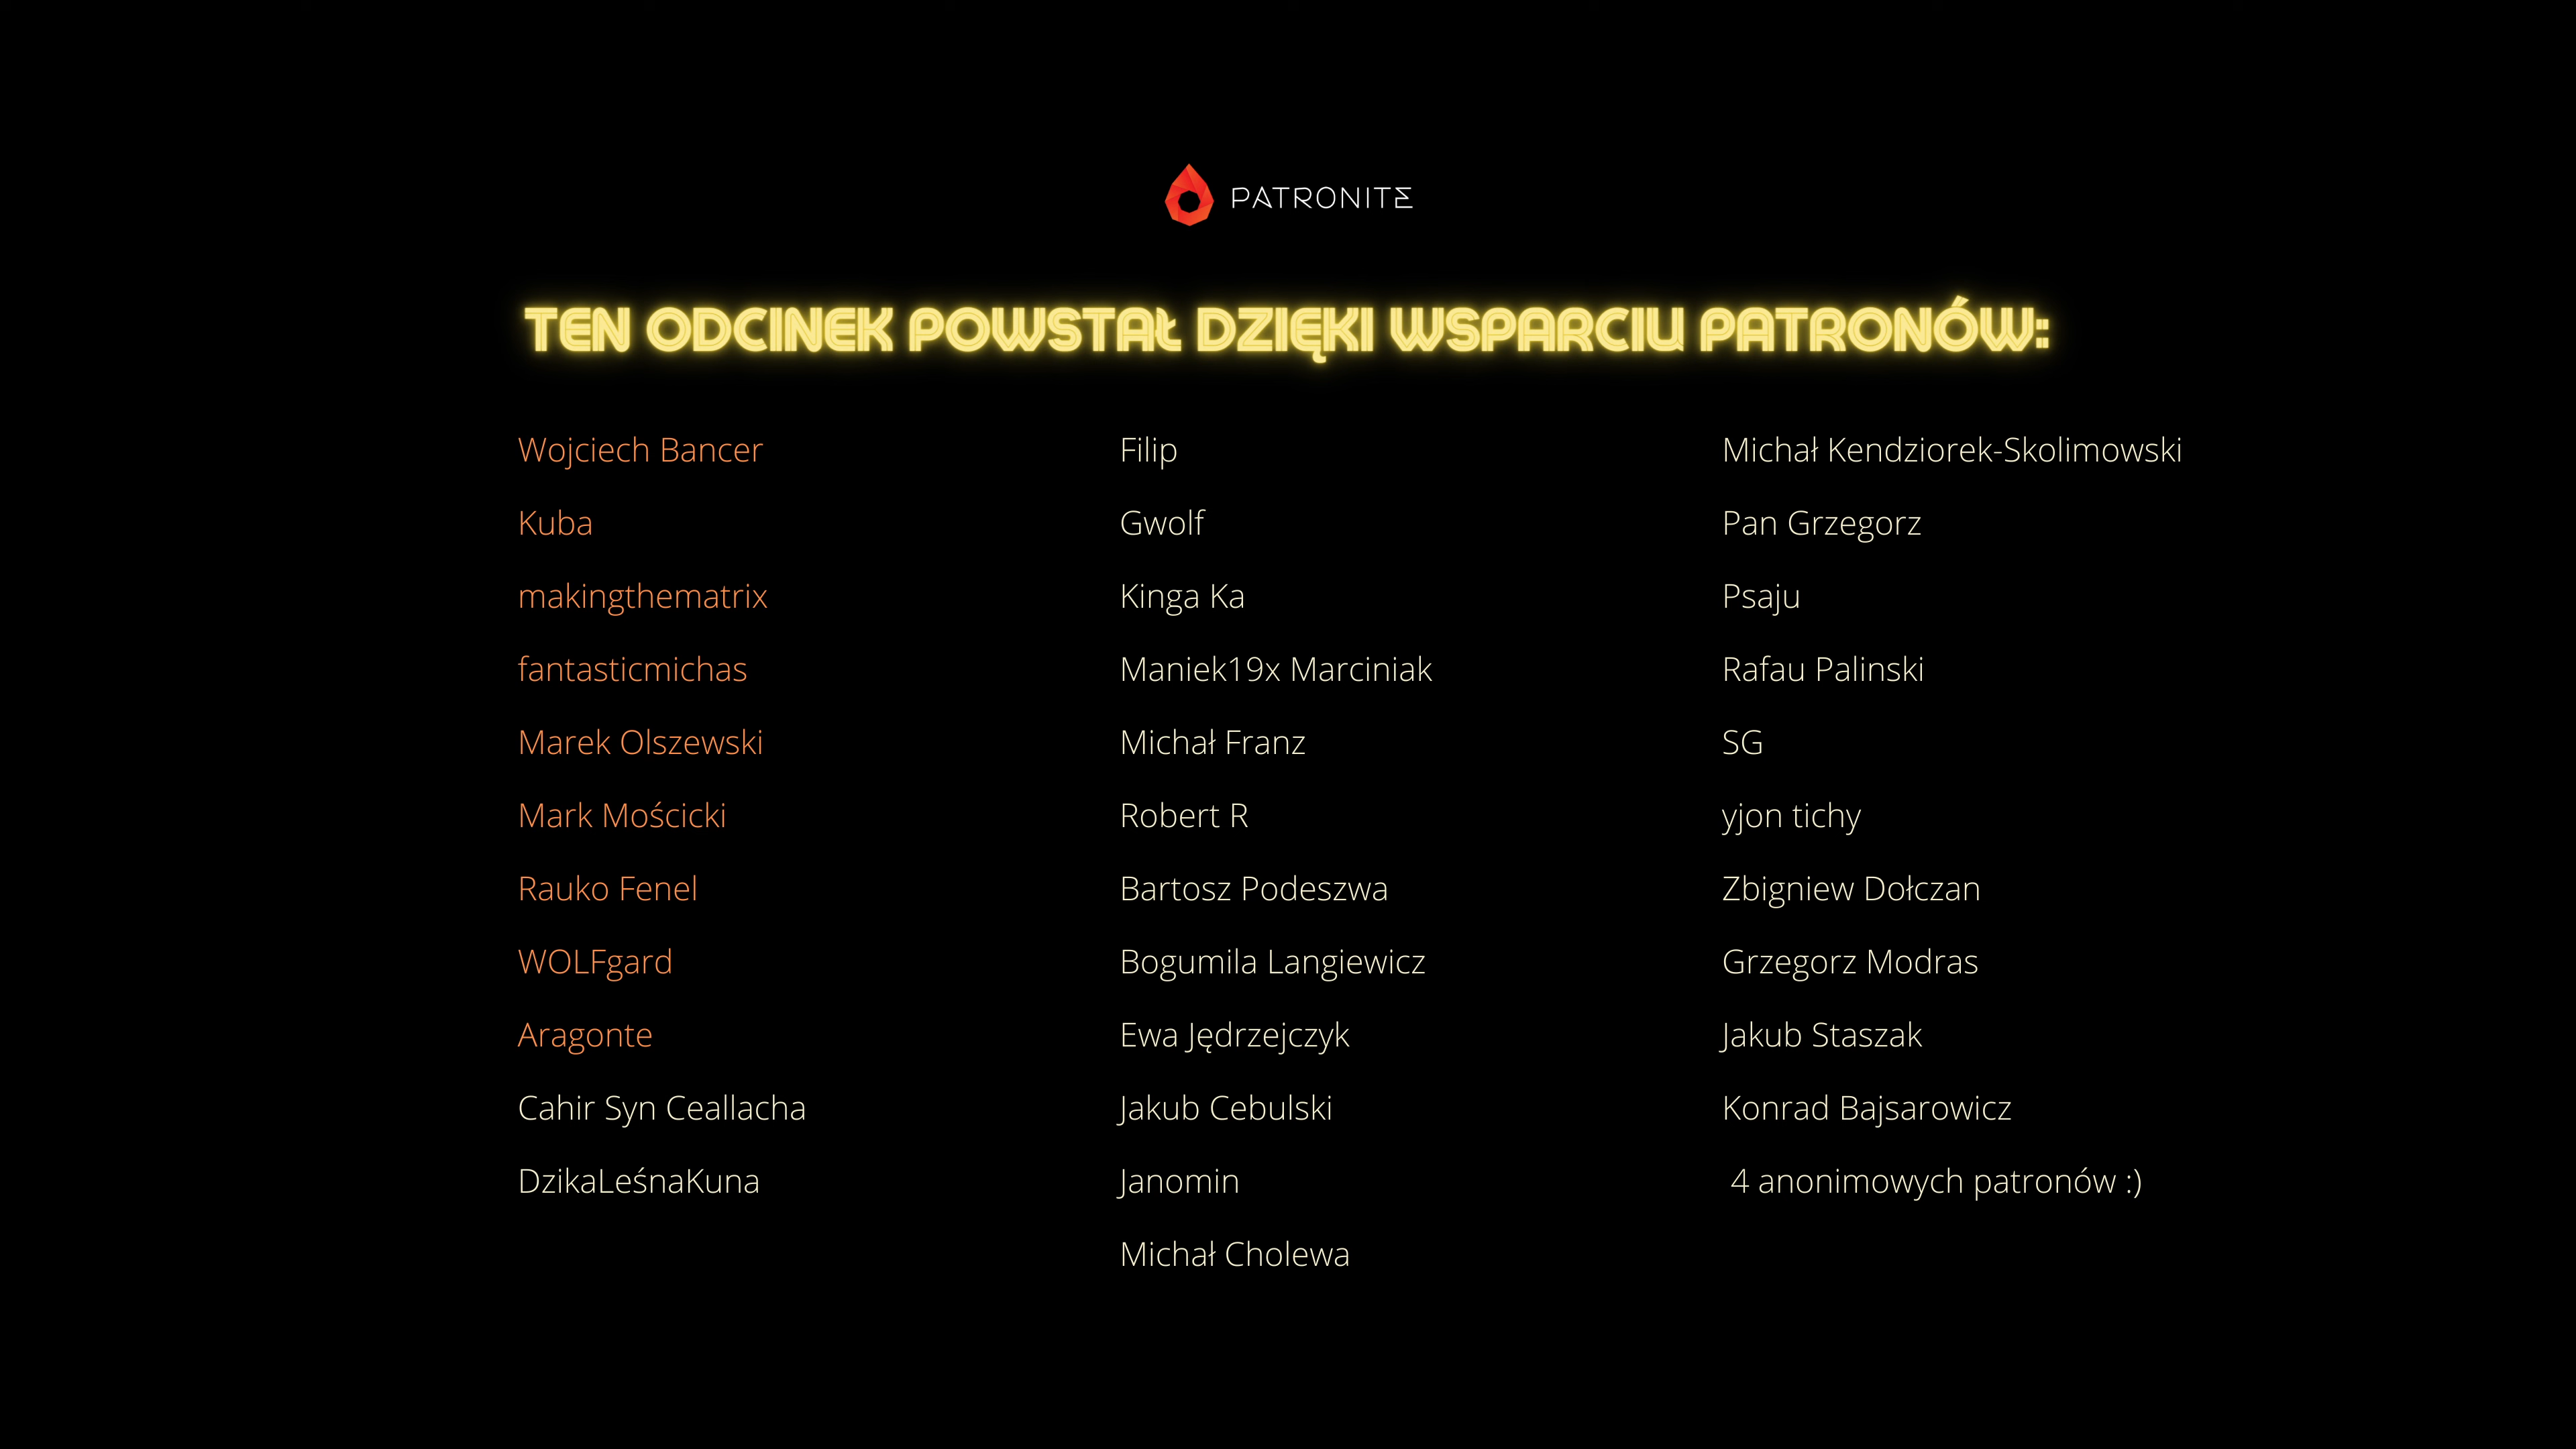 PATRONITE
TEN ODCINEK POWSTAŁ DZIĘKI WSPARCIU PATRONÓW:
Wojciech Bancer
Kuba
makingthematrix
fantasticmichas
Marek Olszewski
Mark Mościcki
Rauko Fenel
WOLFgard
Aragonte
Cahir Syn Ceallacha
DzikaLeśnaKuna
Filip
Gwolf
Kinga Ka
Maniek19x Marciniak
Michał Franz
Robert R
Bartosz Podeszwa
Bogumila Langiewicz
Ewa Jędrzejczyk
Jakub Cebulski
Janomin
Michał Cholewa
Michał Kendziorek-Skolimowski
Pan Grzegorz
Psaju
Rafau Palinski
SG
yjon tichy
Zbigniew Dołczan
Grzegorz Modras
Jakub Staszak
Konrad Bajsarowicz
4 anonimowych patronów :)